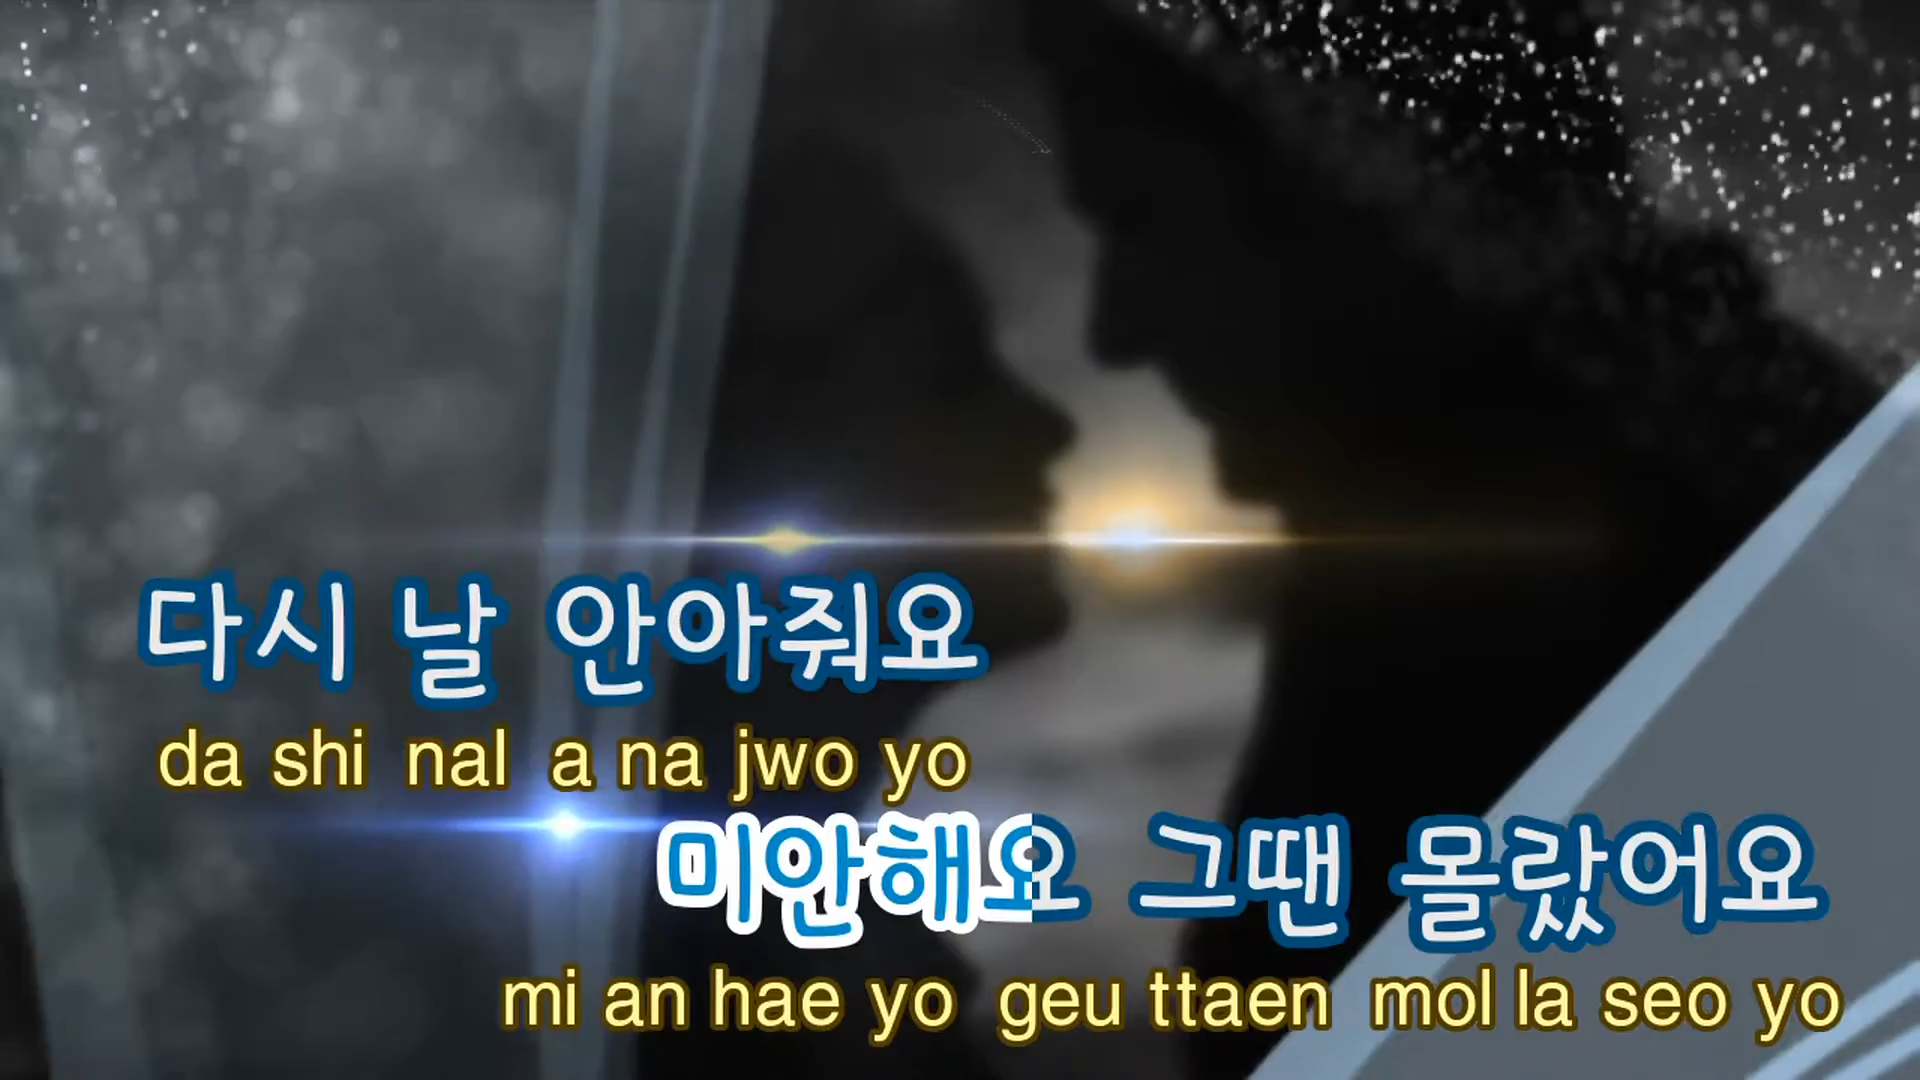 다시 날 안아줘요
da shi nal a na jwo yo
미안해요 그땐 몰랐어요
mi an hae yo geu ttaen mol la seo yo